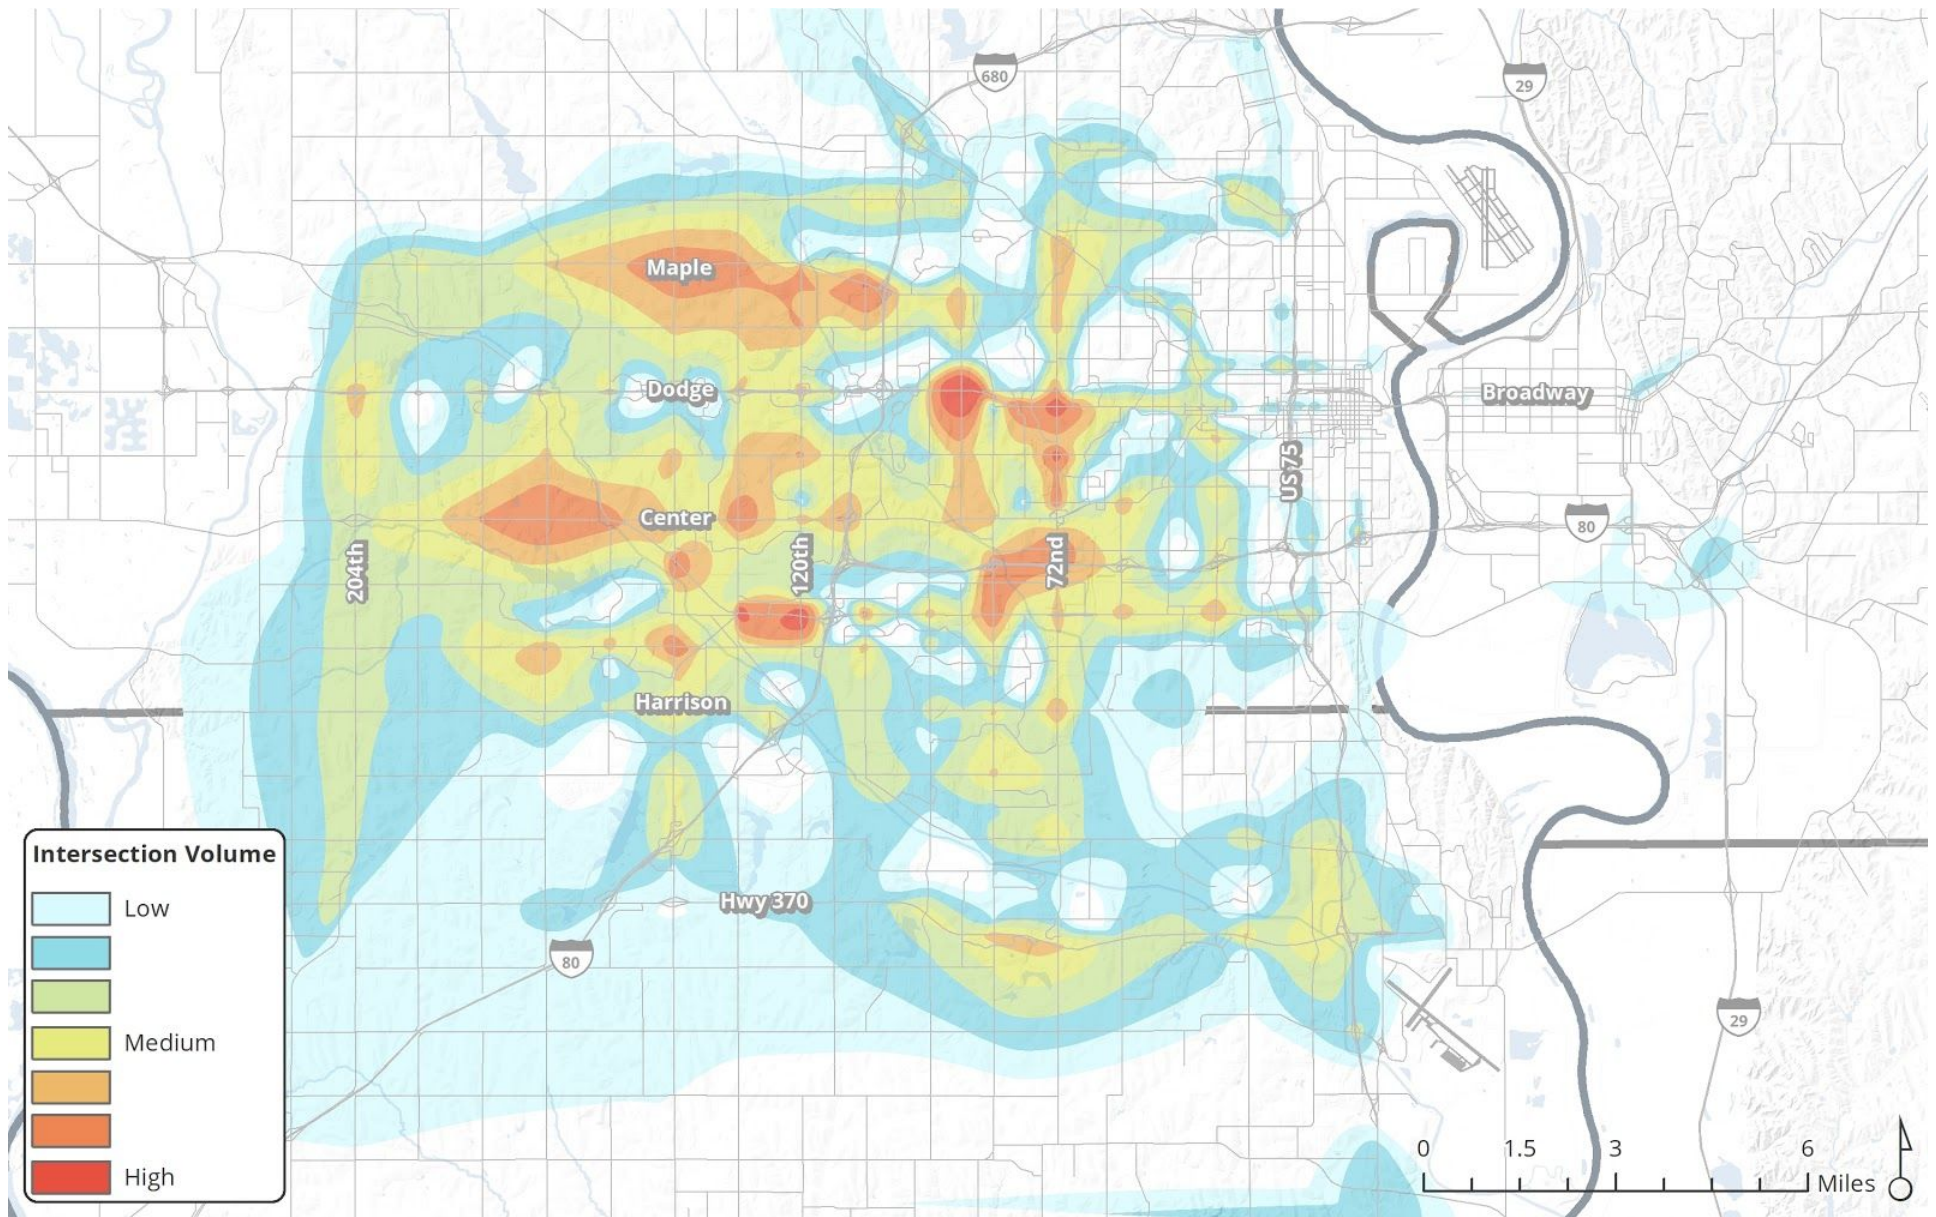 680
29
Maple
Dodge
Broadway
US 75
Center
80
204th
120th
72nd
Harrison
Intersection Volume
Low
Medium
High
Hwy 370
80
29
0 1.5 3 6
Miles